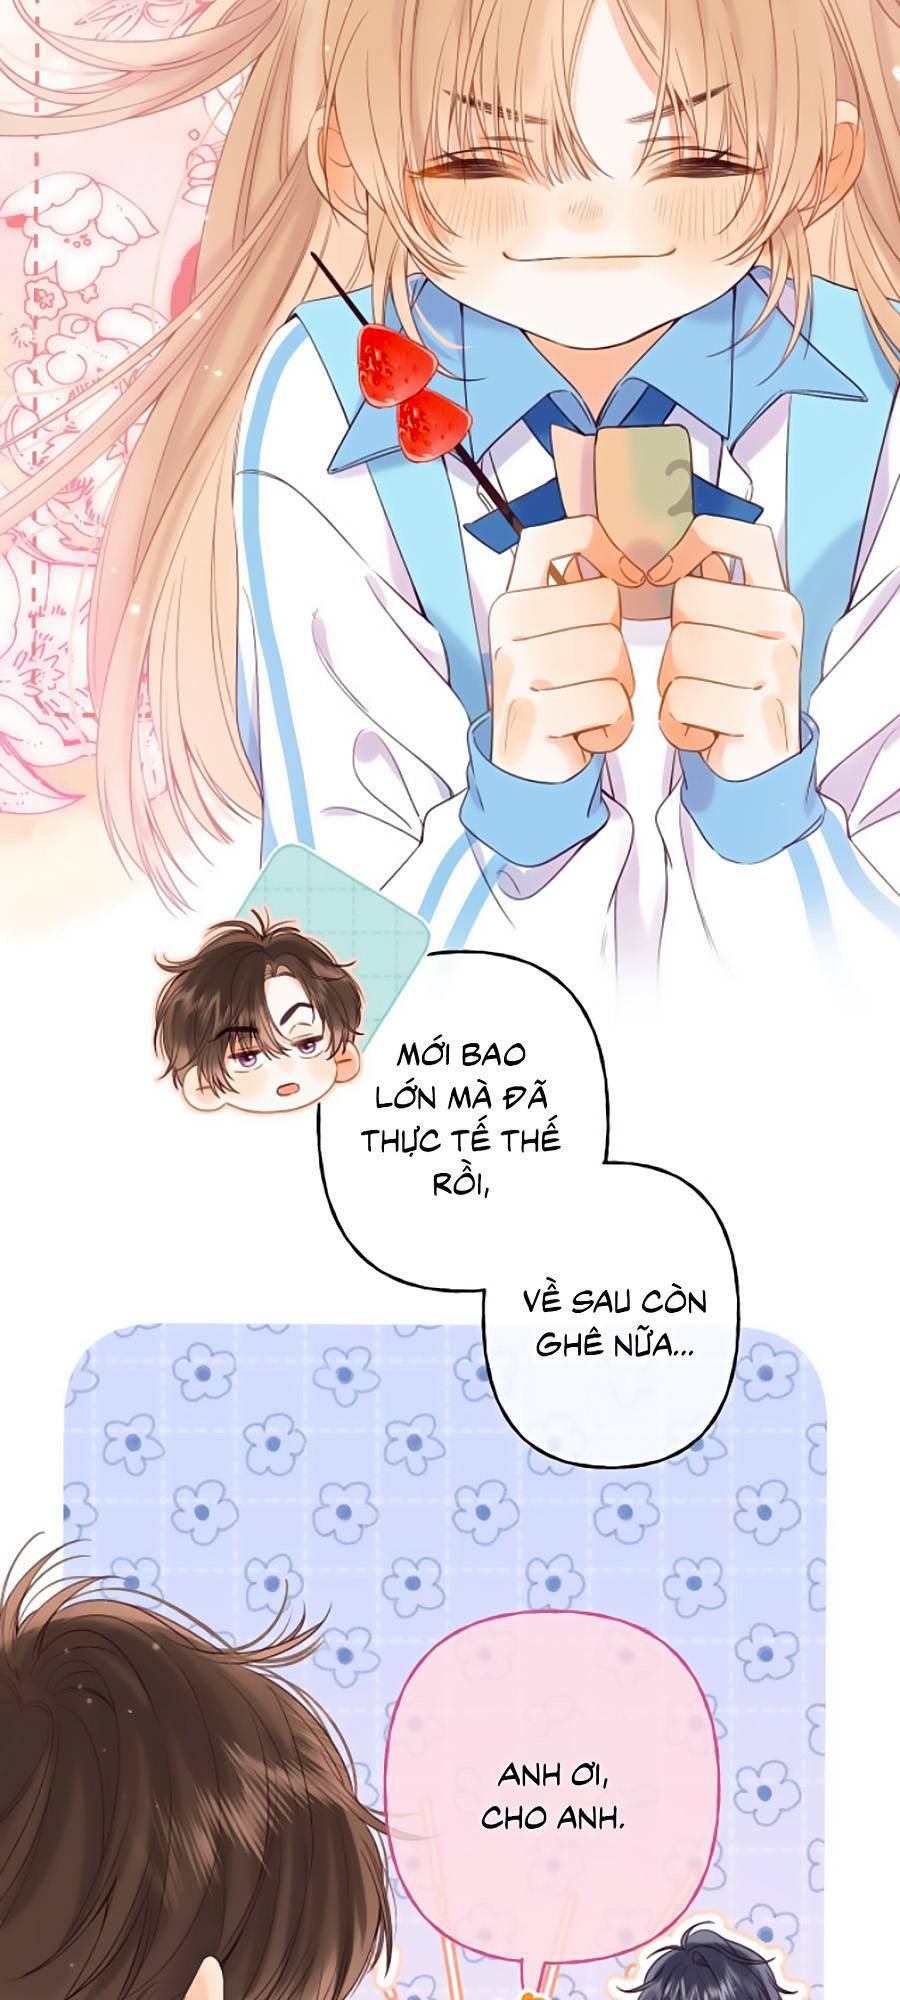 MỚI BAO
LỚN MÀ ĐÃ
THỰC TẾ THẾ
RỒI,
VỀ SAU CÒN
GHÊ NỮA...
ANH ƠI,
CHO ANH.